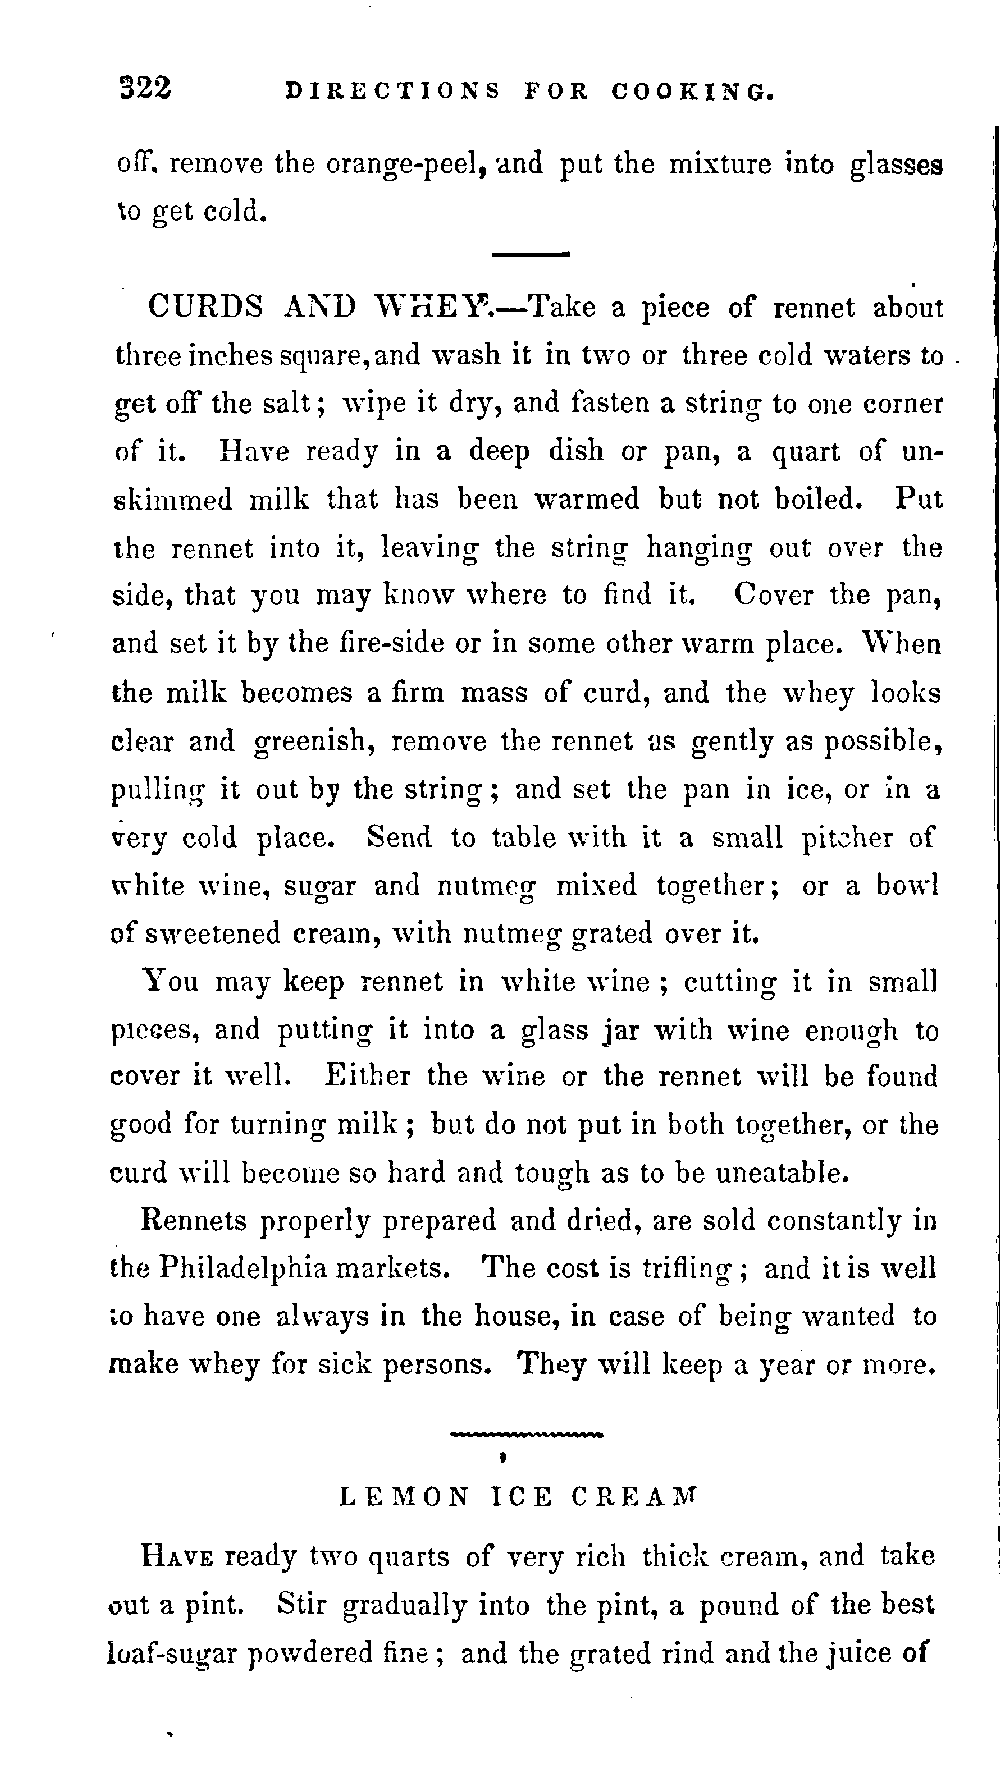 322 DIRECTIONS FOR COOKING.
off, remove the orange-peel, and put the mixture into glasses
to get cold.
CURDS AND WHEY.—Take a piece of rennet about
three inches square, and wash it in two or three cold waters to
get off the salt; wipe it dry, and fasten a string to one corner
of it. Have ready in a deep dish or pan, a quart of un-
skimmed milk that has been warmed but not boiled. Put
the rennet into it, leaving the string hanging out over the
side, that you may know where to find it. Cover the pan,
and set it by the fire-side or in some other warm place. When
the milk becomes a firm mass of curd, and the whey looks
clear and greenish, remove the rennet as gently as possible,
pulling it out by the string; and set the pan in ice, or in a
very cold place. Send to table with it a small pitcher of
white wine, sugar and nutmeg mixed together; or a bowl
of sweetened cream, with nutmeg grated over it.
You may keep rennet in white wine; cutting it in small
pieces, and putting it into a glass jar with wine enough to
cover it well. Either the wine or the rennet will be found
good for turning milk; but do not put in both together, or the
curd will become so hard and tough as to be uneatable.
Rennets properly prepared and dried, are sold constantly in
the Philadelphia markets. The cost is trifling; and it is well
to have one always in the house, in case of being wanted to
make whey for sick persons. They will keep a year or more.
LEMON ICE CREAM
HAVE ready two quarts of very rich thick cream, and take
out a pint. Stir gradually into the pint, a pound of the best
loaf-sugar powdered fine; and the grated rind and the juice of